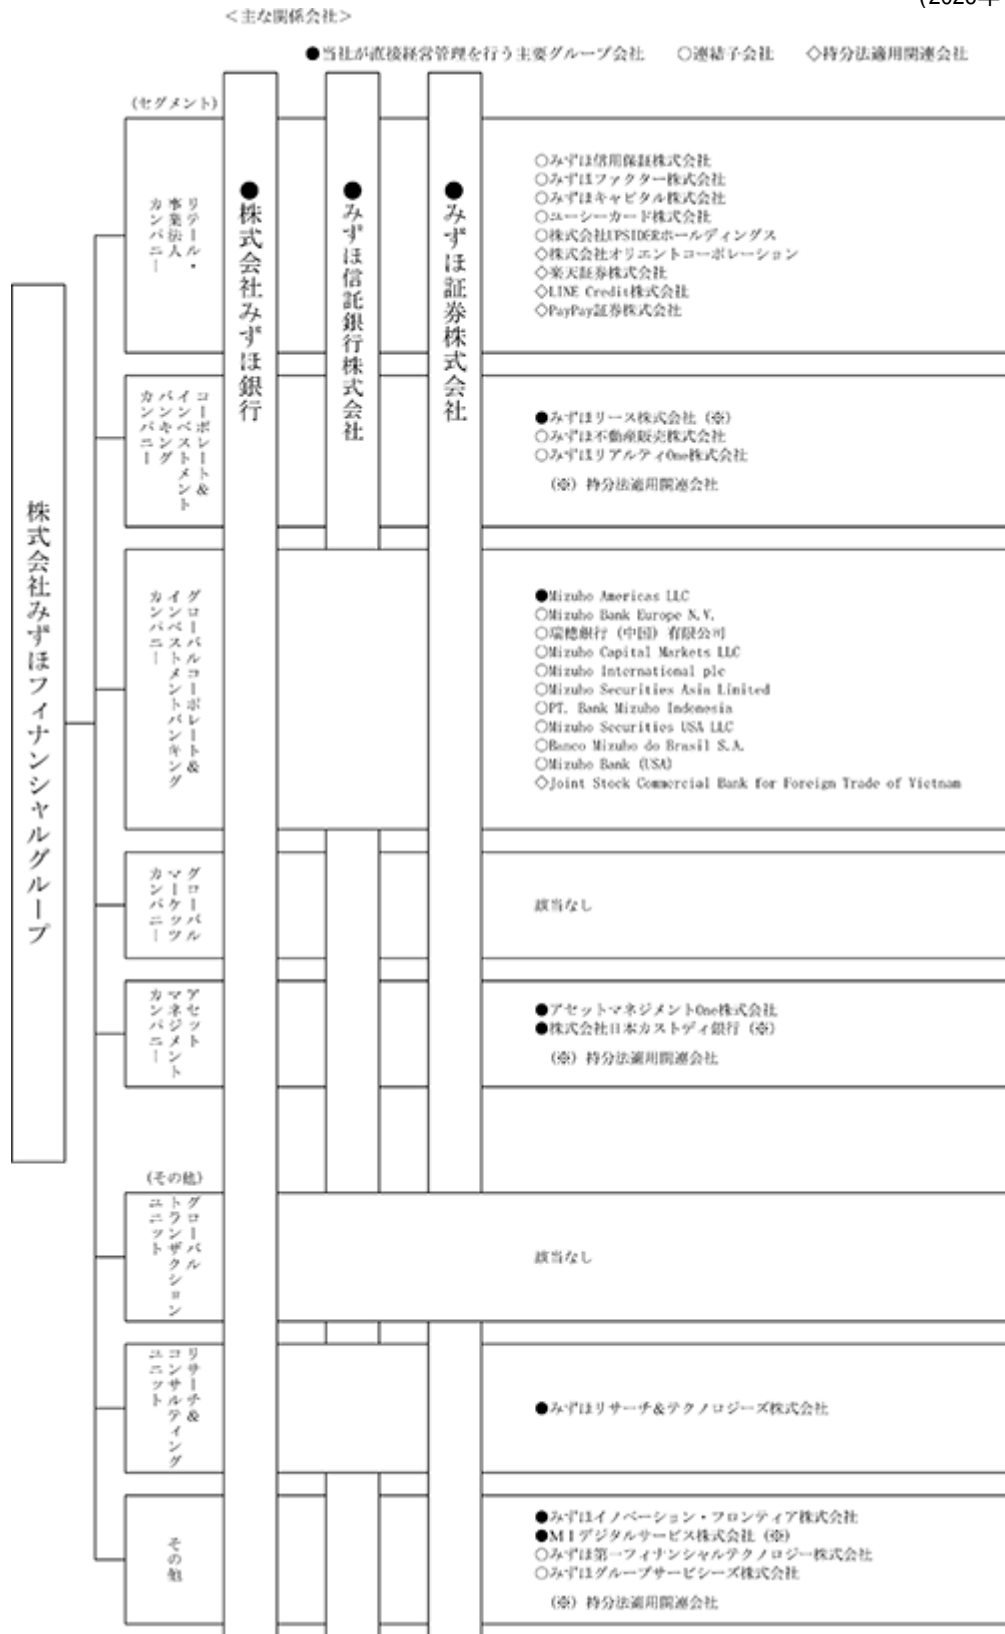 (2026年
＜主な関係会社＞
●当社が直接経営管理を行う主要グループ会社　○連結子会社　◇持分法適用関連会社
(セグメント)
株式会社みずほフィナンシャルグループ
●株式会社みずほ銀行
●みずほ信託銀行株式会社
●みずほ証券株式会社
リテール・
事業法人
カンパニー
○みずほ信用保証株式会社
○みずほファクター株式会社
○みずほキャピタル株式会社
○ユーシーカード株式会社
○株式会社UPSIDERホールディングス
◇株式会社オリエントコーポレーション
◇楽天証券株式会社
◇LINE Credit株式会社
◇PayPay証券株式会社
コーポレート＆
インベストメント
バンキング
カンパニー
●みずほリース株式会社 (※)
○みずほ不動産販売株式会社
○みずほリアルティOne株式会社
(※) 持分法適用関連会社
グローバルコーポレート＆
インベストメントバンキング
カンパニー
●Mizuho Americas LLC
○Mizuho Bank Europe N.V.
○瑞穂銀行（中国）有限公司
○Mizuho Capital Markets LLC
○Mizuho International plc
○Mizuho Securities Asia Limited
○PT. Bank Mizuho Indonesia
○Mizuho Securities USA LLC
○Banco Mizuho do Brasil S.A.
○Mizuho Bank (USA)
◇Joint Stock Commercial Bank for Foreign Trade of Vietnam
グローバル
マーケッツ
カンパニー
該当なし
アセット
マネジメント
カンパニー
●アセットマネジメントOne株式会社
●株式会社日本カストディ銀行 (※)
(※) 持分法適用関連会社
(その他)
グローバル
トランザクション
ユニット
該当なし
リサーチ＆
コンサルティング
ユニット
●みずほリサーチ＆テクノロジーズ株式会社
その他
●みずほイノベーション・フロンティア株式会社
●ＭＩデジタルサービス株式会社 (※)
○みずほ第一フィナンシャルテクノロジー株式会社
○みずほグループサービシーズ株式会社
(※) 持分法適用関連会社